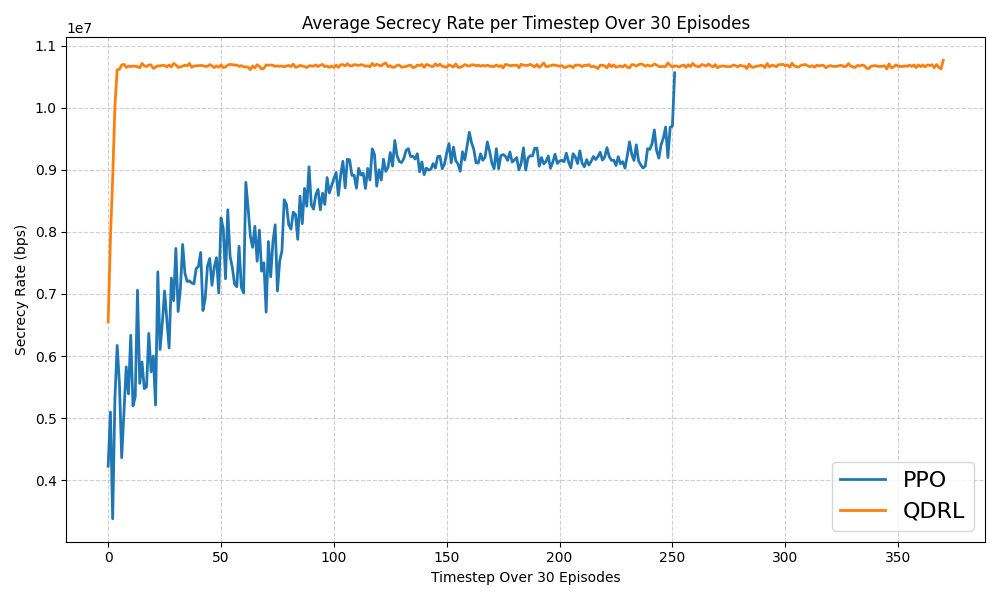 Average Secrecy Rate per Timestep Over 30 Episodes
1e7
1.1
1.0
0.9
0.8
0.7
0.6
0.5
0.4
Secrecy Rate (bps)
0 50 100 150 200 250 300 350
Timestep Over 30 Episodes
PPO
QDRL